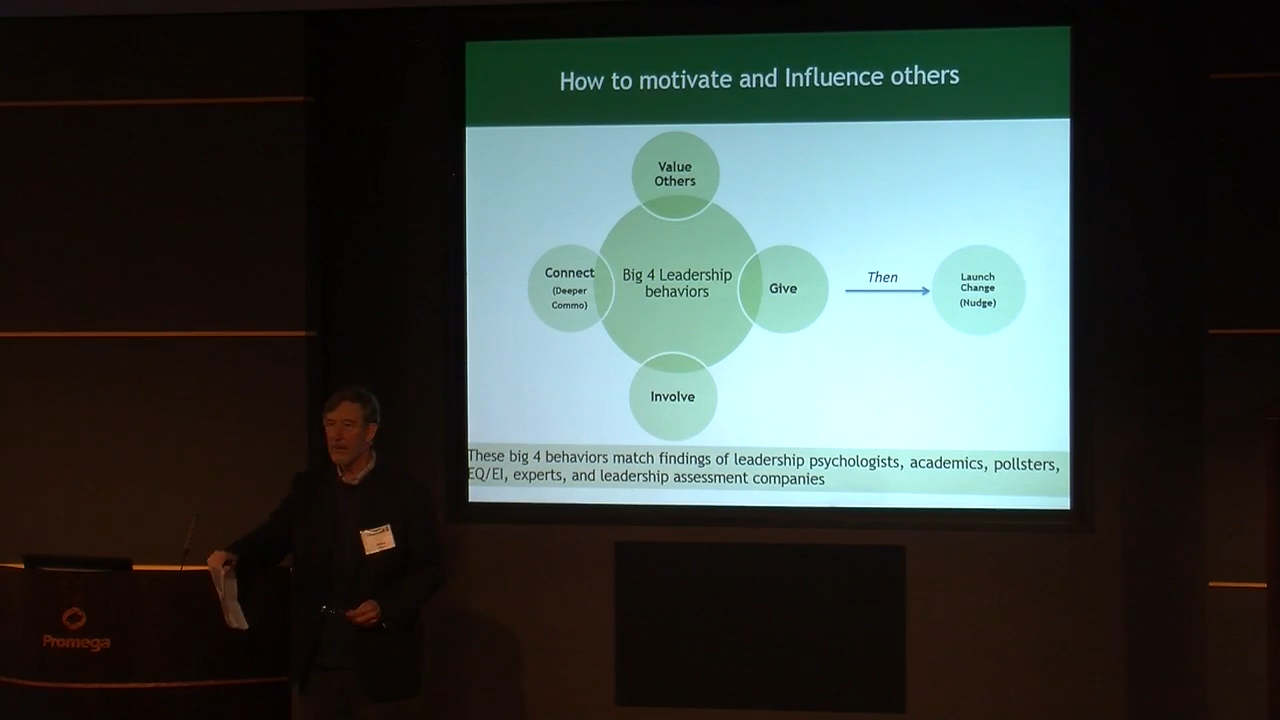 How to motivate and Influence others
Value
Others
Connect
(Deeper
Commo)
Big 4 Leadership
behaviors
Give
Then
Launch
Change
(Nudge)
Involve
These big 4 behaviors match findings of leadership psychologists, academics, pollsters,
EQ/EI, experts, and leadership assessment companies
Promega